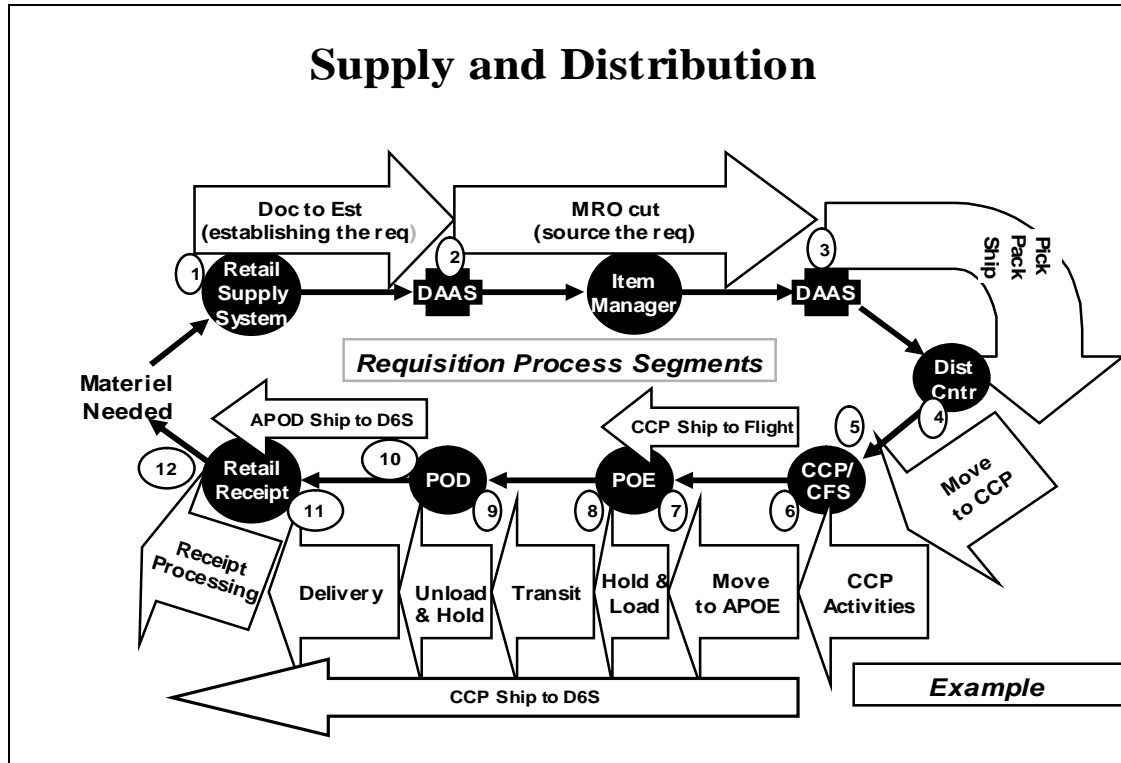 Supply and Distribution
Doc to Est
(establishing the req)
MRO cut
(source the req)
Pick
Pack
Ship
1
2
3
Retail
Supply
System
DAAS
Item
Manager
DAAS
Requisition Process Segments
Dist
Cntr
4
Materiel
Needed
APOD Ship to D6S
CCP Ship to Flight
5
12
Retail
Receipt
10
POD
POE
CCP/
CFS
Move
to CCP
11
9
8
7
6
Receipt
Processing
Delivery
Unload
& Hold
Transit
Hold &
Load
Move
to APOE
CCP
Activities
CCP Ship to D6S
Example